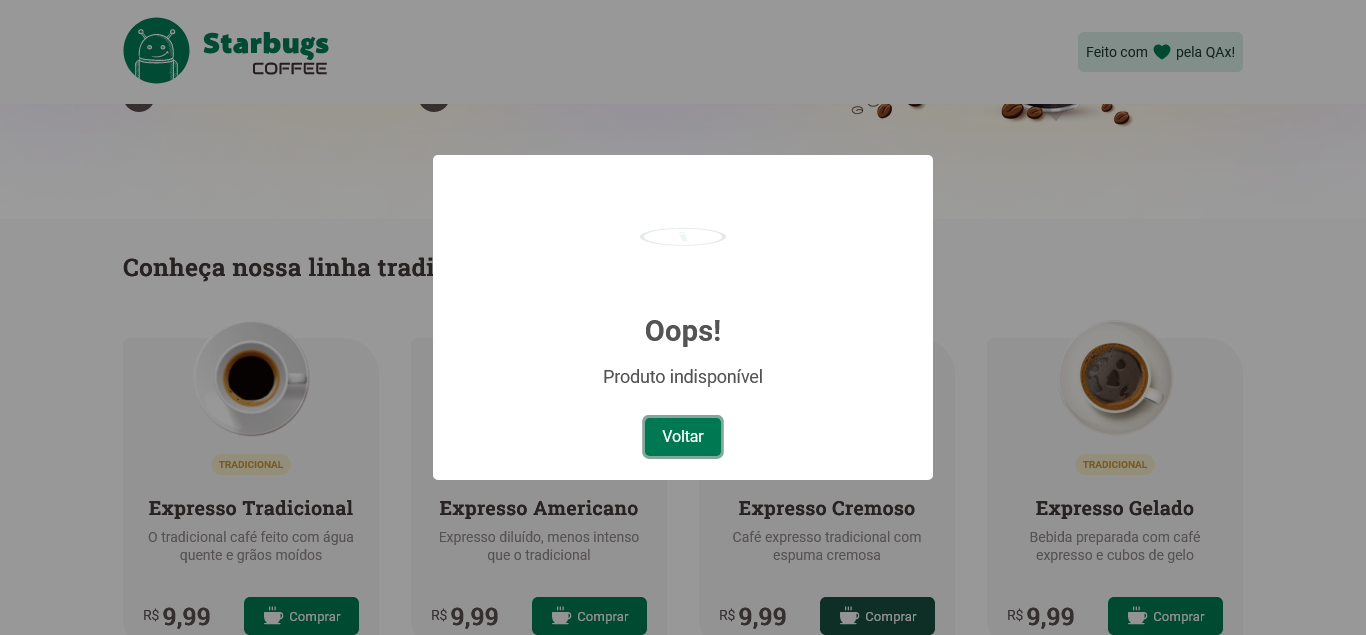 Starbugs
COFFEE
Feito com pela QAx!
Conheça nossa linha tradi
Oops!
Produto indisponível
Voltar
TRADICIONAL
TRADICIONAL
Expresso Tradicional
O tradicional café feito com água
quente e grãos moídos
R$ 9,99
Comprar
Expresso Americano
Expresso diluído, menos intenso
que o tradicional
R$ 9,99
Comprar
Expresso Cremoso
Café expresso tradicional com
espuma cremosa
R$ 9,99
Comprar
Expresso Gelado
Bebida preparada com café
expresso e cubos de gelo
R$ 9,99
Comprar